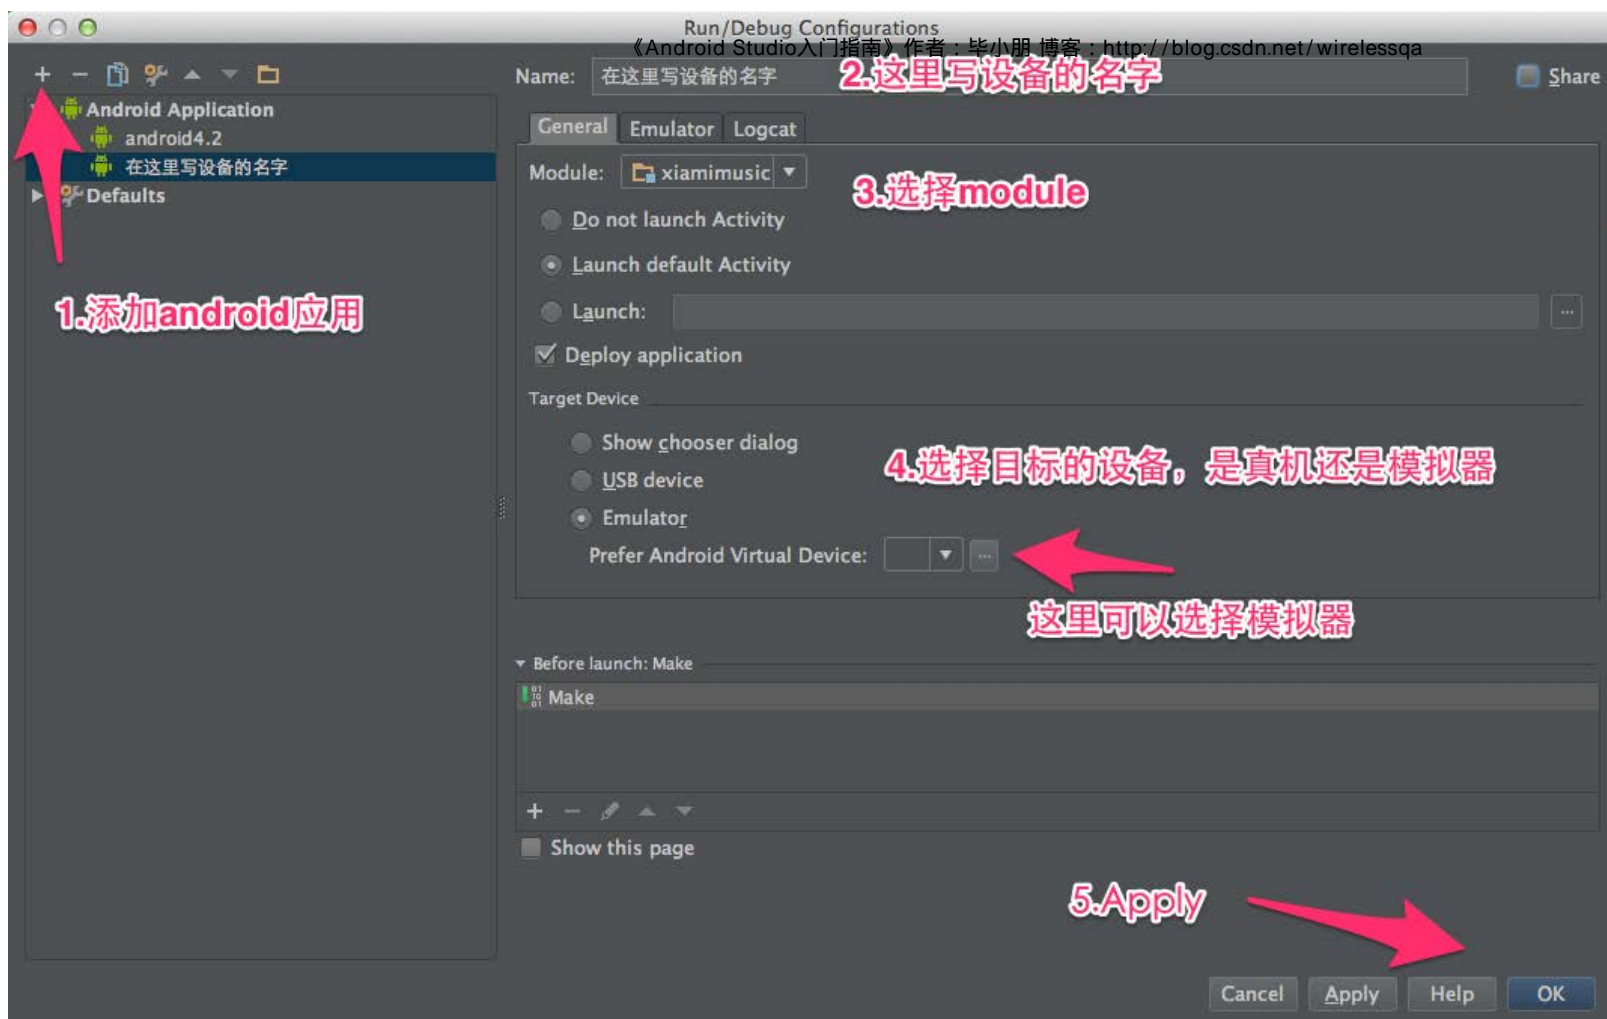 Run/Debug Configurations
《Android Studio入门指南》作者：毕小朋 博客：http://blog.csdn.net/wirelessqa
Name: 在这里写设备的名字
2.这里写设备的名字
Share
Android Application
android4.2
在这里写设备的名字
Defaults
1.添加android应用
General Emulator Logcat
Module: xiamimusic
3.选择module
Do not launch Activity
Launch default Activity
Launch:
...
Deploy application
Target Device
Show chooser dialog
USB device
4.选择目标的设备，是真机还是模拟器
Emulator
Prefer Android Virtual Device: ...
这里可以选择模拟器
Before launch: Make
Make
Show this page
5.Apply
Cancel Apply Help OK